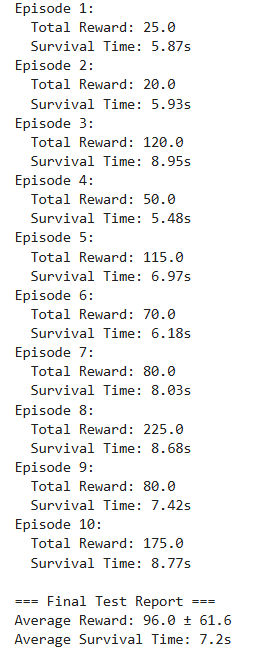 Episode 1:
  Total Reward: 25.0
  Survival Time: 5.87s
Episode 2:
  Total Reward: 20.0
  Survival Time: 5.93s
Episode 3:
  Total Reward: 120.0
  Survival Time: 8.95s
Episode 4:
  Total Reward: 50.0
  Survival Time: 5.48s
Episode 5:
  Total Reward: 115.0
  Survival Time: 6.97s
Episode 6:
  Total Reward: 70.0
  Survival Time: 6.18s
Episode 7:
  Total Reward: 80.0
  Survival Time: 8.03s
Episode 8:
  Total Reward: 225.0
  Survival Time: 8.68s
Episode 9:
  Total Reward: 80.0
  Survival Time: 7.42s
Episode 10:
  Total Reward: 175.0
  Survival Time: 8.77s

=== Final Test Report ===
Average Reward: 96.0 ± 61.6
Average Survival Time: 7.2s